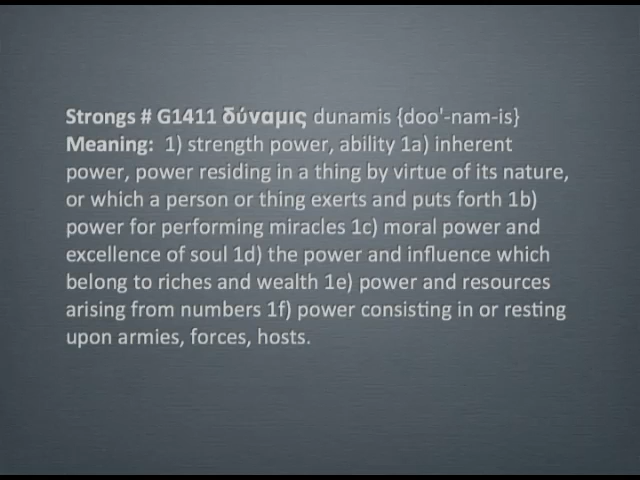 Strongs # G1411 δύναμις dunamis {doo'-nam-is}
Meaning:  1) strength power, ability 1a) inherent
power, power residing in a thing by virtue of its nature,
or which a person or thing exerts and puts forth 1b)
power for performing miracles 1c) moral power and
excellence of soul 1d) the power and influence which
belong to riches and wealth 1e) power and resources
arising from numbers 1f) power consisting in or resting
upon armies, forces, hosts.